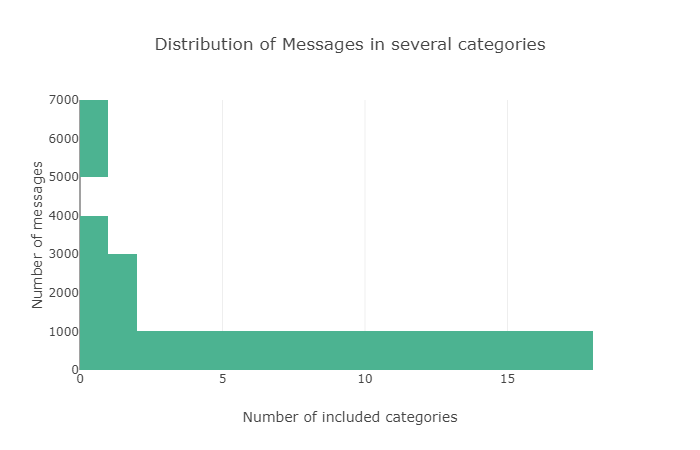 Distribution of Messages in several categories
Number of messages
7000
6000
5000
4000
3000
2000
1000
0
0 5 10 15
Number of included categories